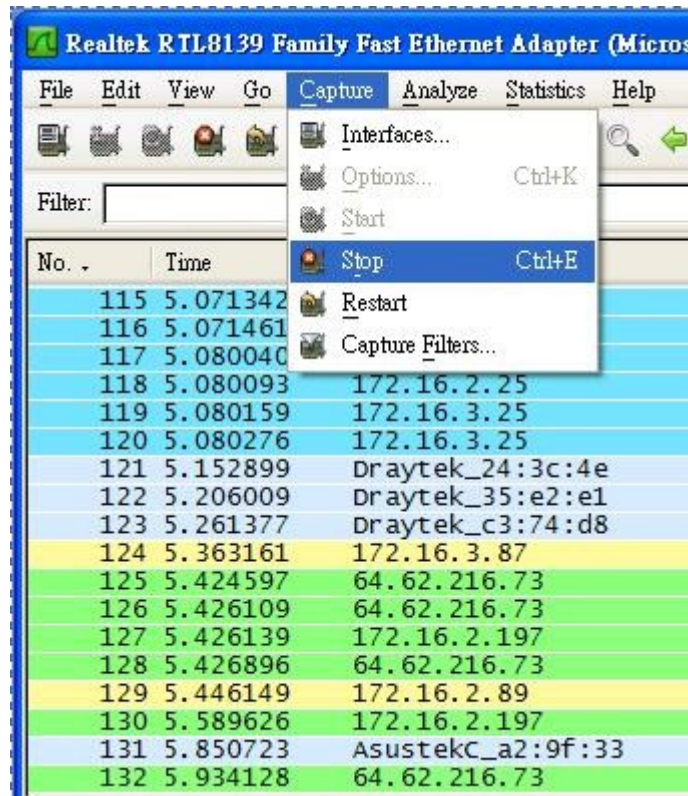 Realtek RTL8139 Family Fast Ethernet Adapter (Micros
File Edit View Go Capture Analyze Statistics Help
Interfaces...
Options... Ctrl+K
Filter:
Start
No. . Time
Stop Ctrl+E
Restart
Capture Filters...
115 5.071342
116 5.071461
117 5.080040
118 5.080093 172.16.2.25
119 5.080159 172.16.3.25
120 5.080276 172.16.3.25
121 5.152899 Draytek_24:3c:4e
122 5.206009 Draytek_35:e2:e1
123 5.261377 Draytek_c3:74:d8
124 5.363161 172.16.3.87
125 5.424597 64.62.216.73
126 5.426109 64.62.216.73
127 5.426139 172.16.2.197
128 5.426896 64.62.216.73
129 5.446149 172.16.2.89
130 5.589626 172.16.2.197
131 5.850723 AsustekC_a2:9f:33
132 5.934128 64.62.216.73